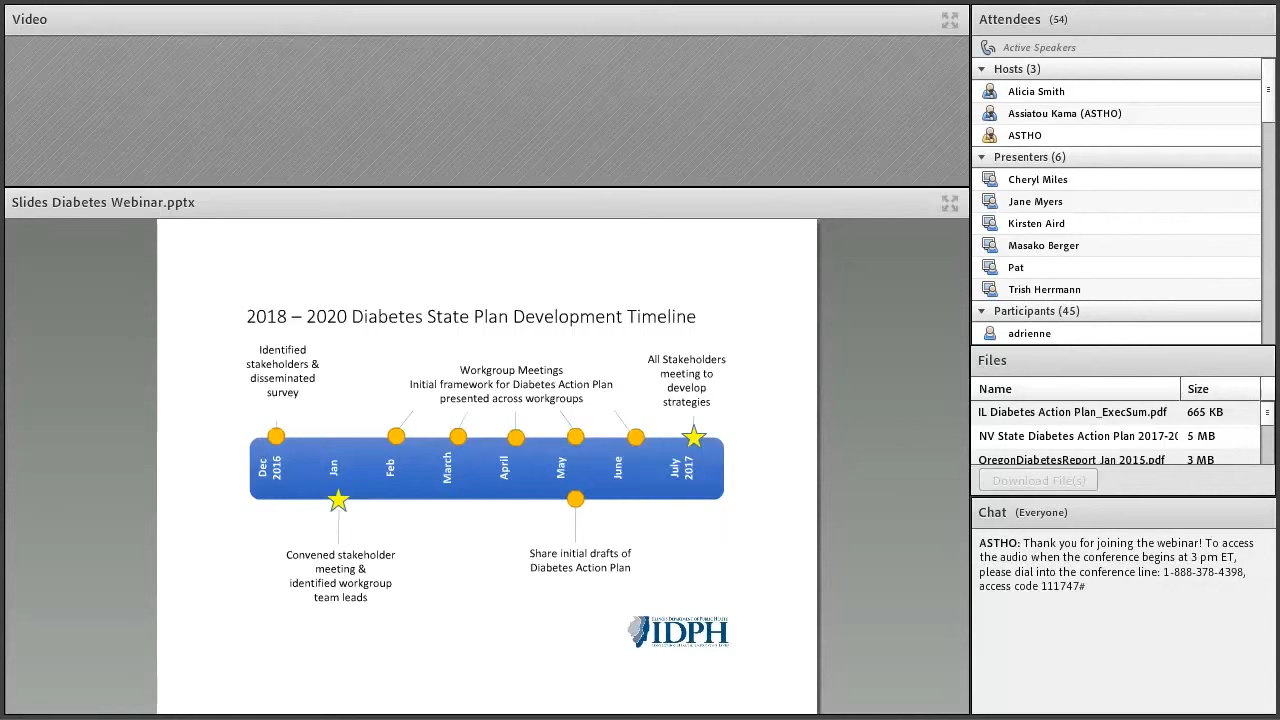 Video
Slides Diabetes Webinar.pptx
2018 – 2020 Diabetes State Plan Development Timeline
Identified
stakeholders &
disseminated
survey
Workgroup Meetings
Initial framework for Diabetes Action Plan
presented across workgroups
All Stakeholders
meeting to
develop
strategies
Dec
2016
Jan
Feb
March
April
May
June
July
2017
Convened stakeholder
meeting &
identified workgroup
team leads
Share initial drafts of
Diabetes Action Plan
ILLINOIS DEPARTMENT OF PUBLIC HEALTH
IDPH
Attendees (54)
Active Speakers
Hosts (3)
Alicia Smith
Assiatou Kama (ASTHO)
ASTHO
Presenters (6)
Cheryl Miles
Jane Myers
Kirsten Aird
Masako Berger
Pat
Trish Herrmann
Participants (45)
adrienne
Files
Name Size
IL Diabetes Action Plan_ExecSum.pdf 665 KB
NV State Diabetes Action Plan 2017-20 5 MB
OregonDiabetesReport Jan 2015.pdf 3 MB
Download File(s)
Chat (Everyone)
ASTHO: Thank you for joining the webinar! To access
the audio when the conference begins at 3 pm ET,
please dial into the conference line: 1-888-378-4398,
access code 111747#